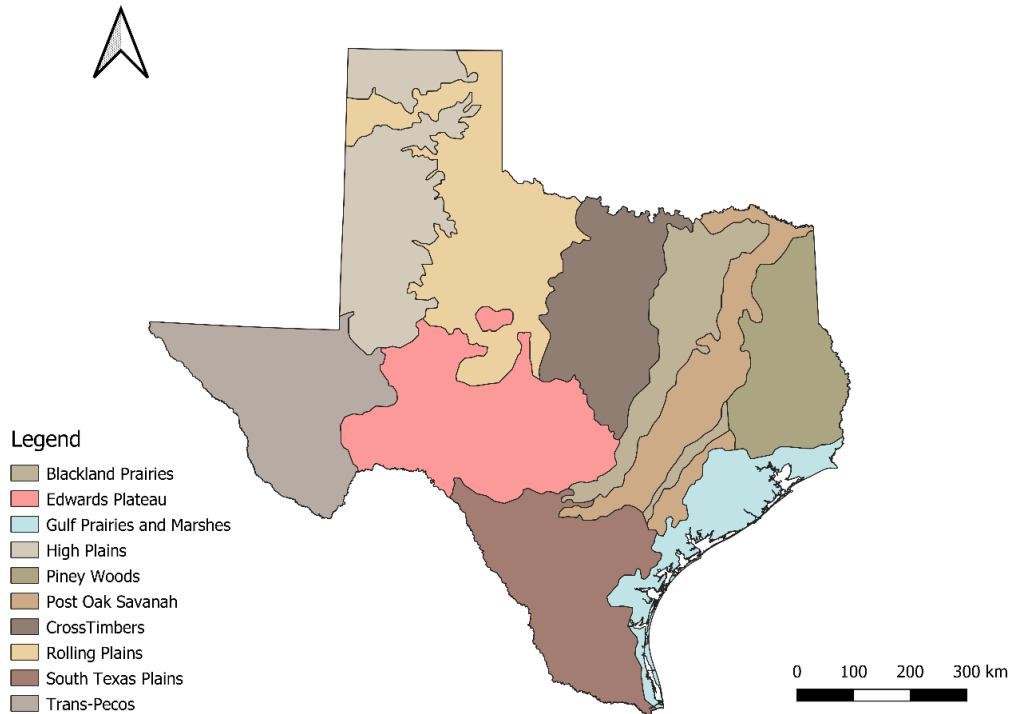 Legend
Blackland Prairies
Edwards Plateau
Gulf Prairies and Marshes
High Plains
Piney Woods
Post Oak Savanah
CrossTimbers
Rolling Plains
South Texas Plains
Trans-Pecos
0 100 200 300 km